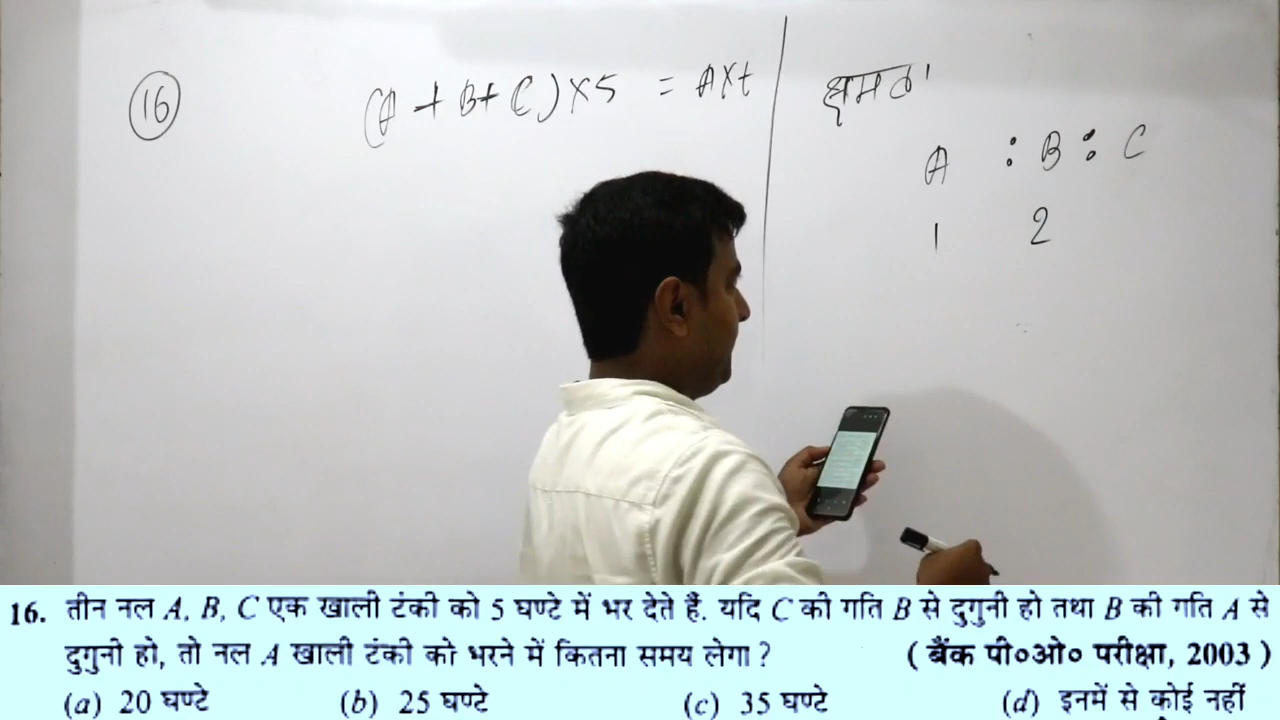 (16) (A + B + C) × 5 = A × t
क्षमता
A : B : C
1 2
16. तीन नल A, B, C एक खाली टंकी को 5 घण्टे में भर देते हैं. यदि C की गति B से दुगुनी हो तथा B की गति A से
दुगुनी हो, तो नल A खाली टंकी को भरने में कितना समय लेगा ? ( बैंक पी०ओ० परीक्षा, 2003 )
(a) 20 घण्टे (b) 25 घण्टे (c) 35 घण्टे (d) इनमें से कोई नहीं